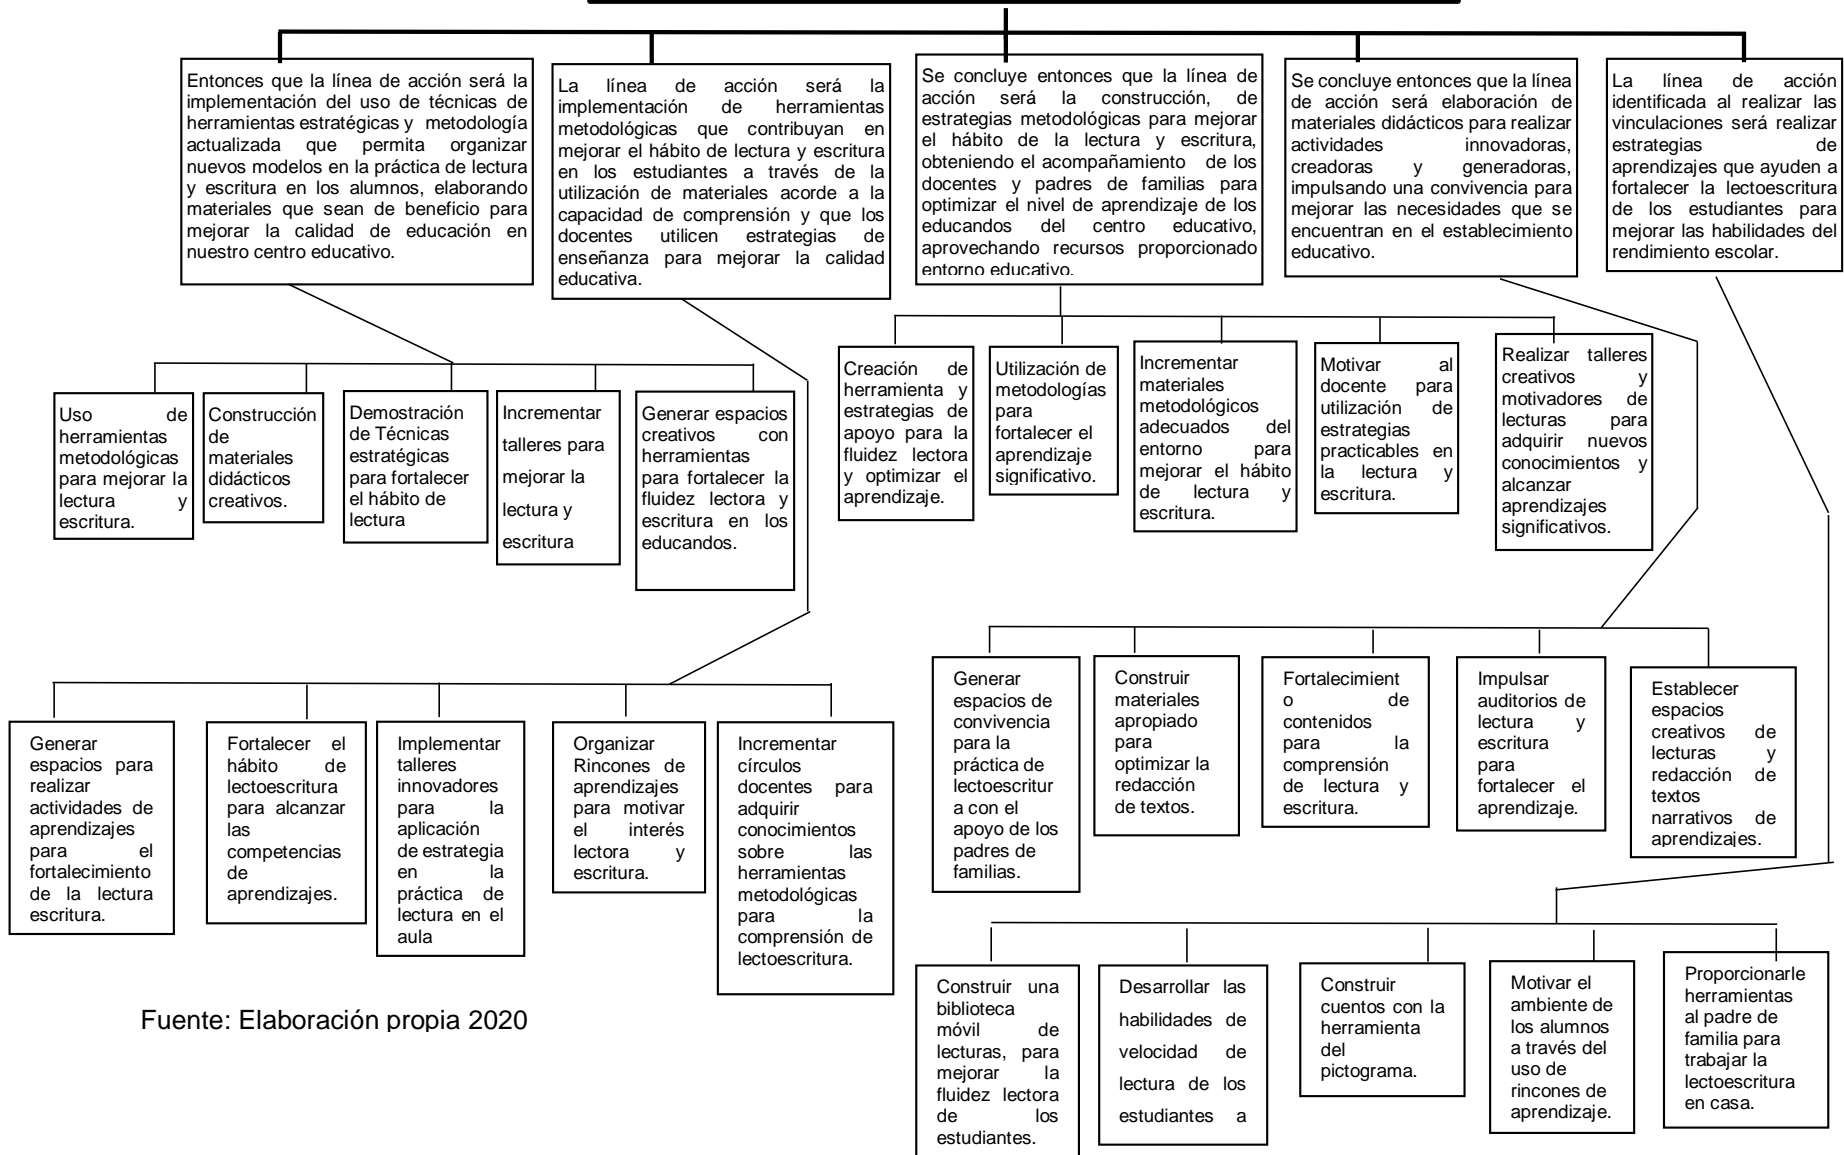 Entonces que la línea de acción será la
implementación del uso de técnicas de
herramientas estratégicas y metodología
actualizada que permita organizar
nuevos modelos en la práctica de lectura
y escritura en los alumnos, elaborando
materiales que sean de beneficio para
mejorar la calidad de educación en
nuestro centro educativo.
La línea de acción será la
implementación de herramientas
metodológicas que contribuyan en
mejorar el hábito de lectura y escritura
en los estudiantes a través de la
utilización de materiales acorde a la
capacidad de comprensión y que los
docentes utilicen estrategias de
enseñanza para mejorar la calidad
educativa.
Se concluye entonces que la línea de
acción será la construcción, de
estrategias metodológicas para mejorar
el hábito de la lectura y escritura,
obteniendo el acompañamiento de los
docentes y padres de familias para
optimizar el nivel de aprendizaje de los
educandos del centro educativo,
aprovechando recursos proporcionado
entorno educativo.
Se concluye entonces que la línea
de acción será elaboración de
materiales didácticos para realizar
actividades innovadoras,
creadoras y generadoras,
impulsando una convivencia para
mejorar las necesidades que se
encuentran en el establecimiento
educativo.
La línea de acción
identificada al realizar las
vinculaciones será realizar
estrategias de
aprendizajes que ayuden a
fortalecer la lectoescritura
de los estudiantes para
mejorar las habilidades del
rendimiento escolar.
Uso de
herramientas
metodológicas
para mejorar la
lectura y
escritura.
Construcción
de
materiales
didácticos
creativos.
Demostración
de Técnicas
estratégicas
para fortalecer
el hábito de
lectura
Incrementar
talleres para
mejorar la
lectura y
escritura
Generar espacios
creativos con
herramientas
para fortalecer la
fluidez lectora y
escritura en los
educandos.
Creación de
herramienta y
estrategias de
apoyo para la
fluidez lectora
y optimizar el
aprendizaje.
Utilización de
metodologías
para
fortalecer el
aprendizaje
significativo.
Incrementar
materiales
metodológicos
adecuados del
entorno para
mejorar el hábito
de lectura y
escritura.
Motivar al
docente para
utilización de
estrategias
practicables en
la lectura y
escritura.
Realizar talleres
creativos y
motivadores de
lecturas para
adquirir nuevos
conocimientos y
alcanzar
aprendizajes
significativos.
Generar
espacios para
realizar
actividades de
aprendizajes
para el
fortalecimiento
de la lectura
escritura.
Fortalecer el
hábito de
lectoescritura
para alcanzar
las
competencias
de
aprendizajes.
Implementar
talleres
innovadores
para la
aplicación
de estrategia
en la
práctica de
lectura en el
aula
Organizar
Rincones de
aprendizajes
para motivar
el interés
lectora y
escritura.
Incrementar
círculos
docentes para
adquirir
conocimientos
sobre las
herramientas
metodológicas
para la
comprensión de
lectoescritura.
Generar
espacios de
convivencia
para la
práctica de
lectoescritur
a con el
apoyo de los
padres de
familias.
Construir
materiales
apropiado
para
optimizar la
redacción
de textos.
Fortalecimient
o de
contenidos
para la
comprensión
de lectura y
escritura.
Impulsar
auditorios de
lectura y
escritura
para
fortalecer el
aprendizaje.
Establecer
espacios
creativos de
lecturas y
redacción de
textos
narrativos de
aprendizajes.
Construir una
biblioteca
móvil de
lecturas, para
mejorar la
fluidez lectora
de los
estudiantes.
Desarrollar las
habilidades de
velocidad de
lectura de los
estudiantes a
Construir
cuentos con la
herramienta
del
pictograma.
Motivar el
ambiente de
los alumnos
a través del
uso de
rincones de
aprendizaje.
Proporcionarle
herramientas
al padre de
familia para
trabajar la
lectoescritura
en casa.
Fuente: Elaboración propia 2020